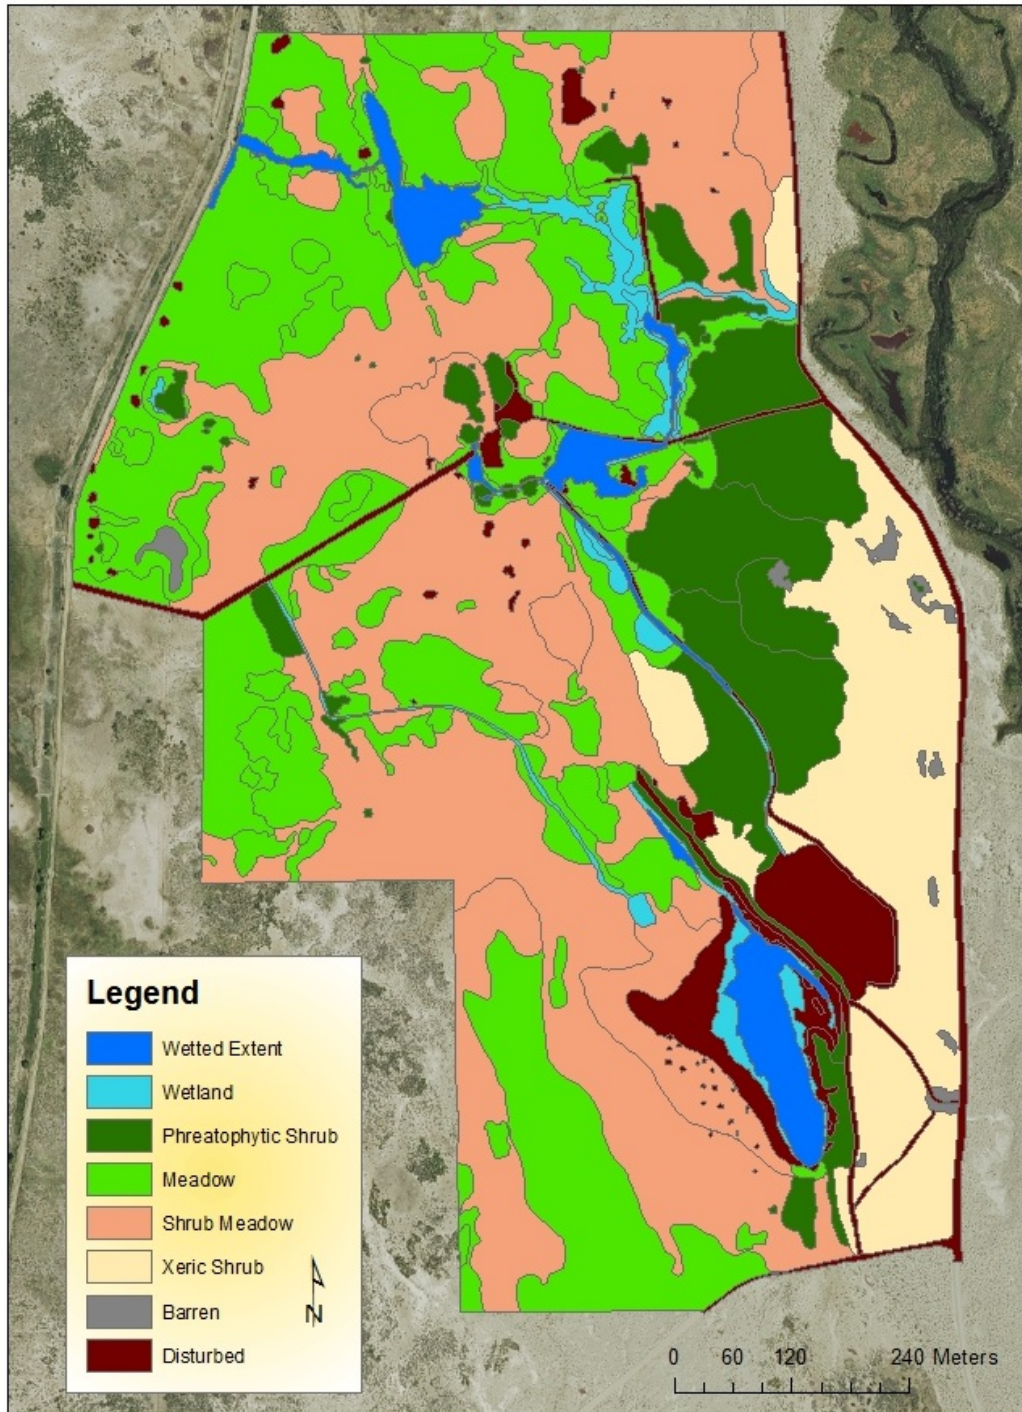 Legend
Wetted Extent
Wetland
Phreatophytic Shrub
Meadow
Shrub Meadow
Xeric Shrub
Barren
Disturbed
N
0 60 120 240 Meters